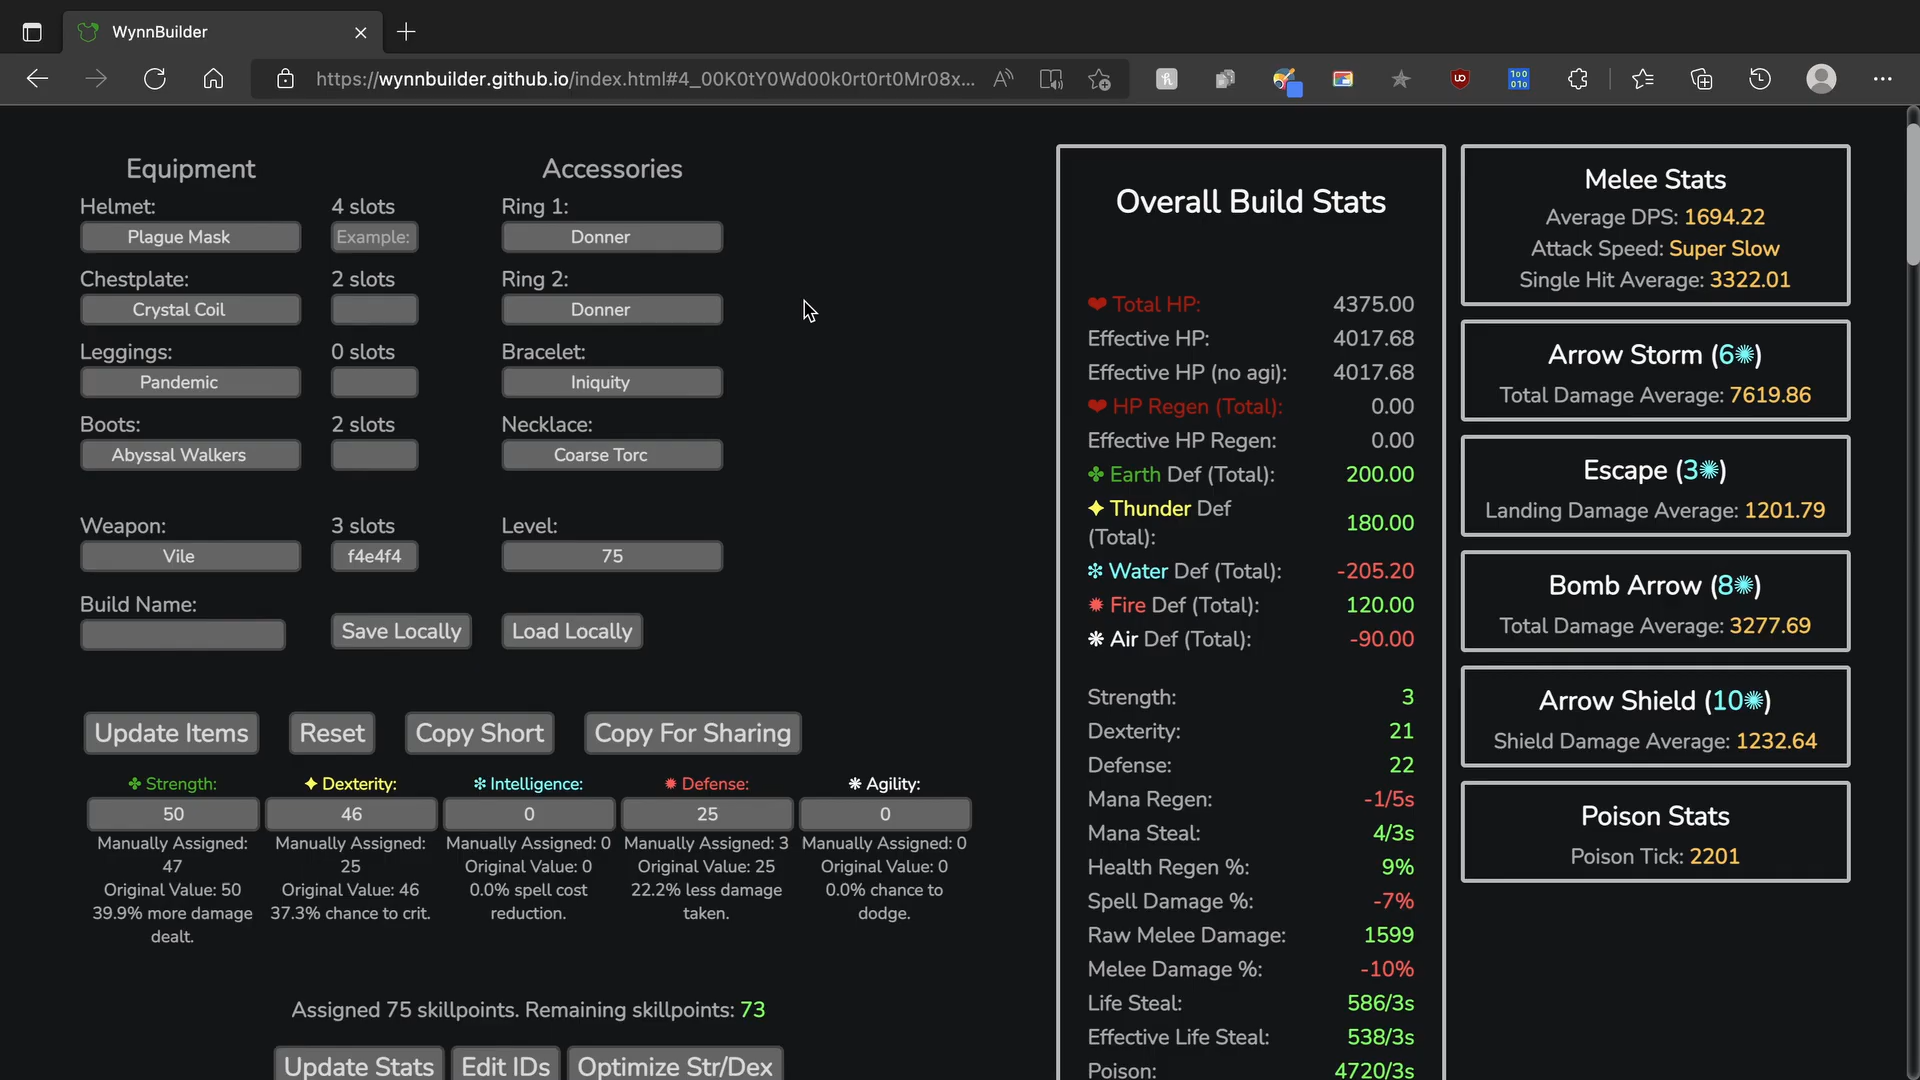 WynnBuilder
https://wynnbuilder.github.io/index.html#4_00K0tY0Wd00k0rt0rt0Mr08x...
Equipment
Accessories
Helmet:
4 slots
Ring 1:
Plague Mask
Example:
Donner
Chestplate:
2 slots
Ring 2:
Crystal Coil
Donner
Leggings:
0 slots
Bracelet:
Pandemic
Iniquity
Boots:
2 slots
Necklace:
Abyssal Walkers
Coarse Torc
Weapon:
3 slots
Level:
Vile
f4e4f4
75
Build Name:
Save Locally
Load Locally
Update Items
Reset
Copy Short
Copy For Sharing
✤ Strength:
50
Manually Assigned:
47
Original Value: 50
39.9% more damage
dealt.
✦ Dexterity:
46
Manually Assigned:
25
Original Value: 46
37.3% chance to crit.
❉ Intelligence:
0
Manually Assigned: 0
Original Value: 0
0.0% spell cost
reduction.
✹ Defense:
25
Manually Assigned: 3
Original Value: 25
22.2% less damage
taken.
❋ Agility:
0
Manually Assigned: 0
Original Value: 0
0.0% chance to
dodge.
Assigned 75 skillpoints. Remaining skillpoints: 73
Update Stats
Edit IDs
Optimize Str/Dex
Overall Build Stats
❤ Total HP: 4375.00
Effective HP: 4017.68
Effective HP (no agi): 4017.68
❤ HP Regen (Total): 0.00
Effective HP Regen: 0.00
✤ Earth Def (Total): 200.00
✦ Thunder Def
(Total): 180.00
❉ Water Def (Total): -205.20
✹ Fire Def (Total): 120.00
❋ Air Def (Total): -90.00
Strength: 3
Dexterity: 21
Defense: 22
Mana Regen: -1/5s
Mana Steal: 4/3s
Health Regen %: 9%
Spell Damage %: -7%
Raw Melee Damage: 1599
Melee Damage %: -10%
Life Steal: 586/3s
Effective Life Steal: 538/3s
Poison: 4720/3s
Melee Stats
Average DPS: 1694.22
Attack Speed: Super Slow
Single Hit Average: 3322.01
Arrow Storm (6✺)
Total Damage Average: 7619.86
Escape (3✺)
Landing Damage Average: 1201.79
Bomb Arrow (8✺)
Total Damage Average: 3277.69
Arrow Shield (10✺)
Shield Damage Average: 1232.64
Poison Stats
Poison Tick: 2201